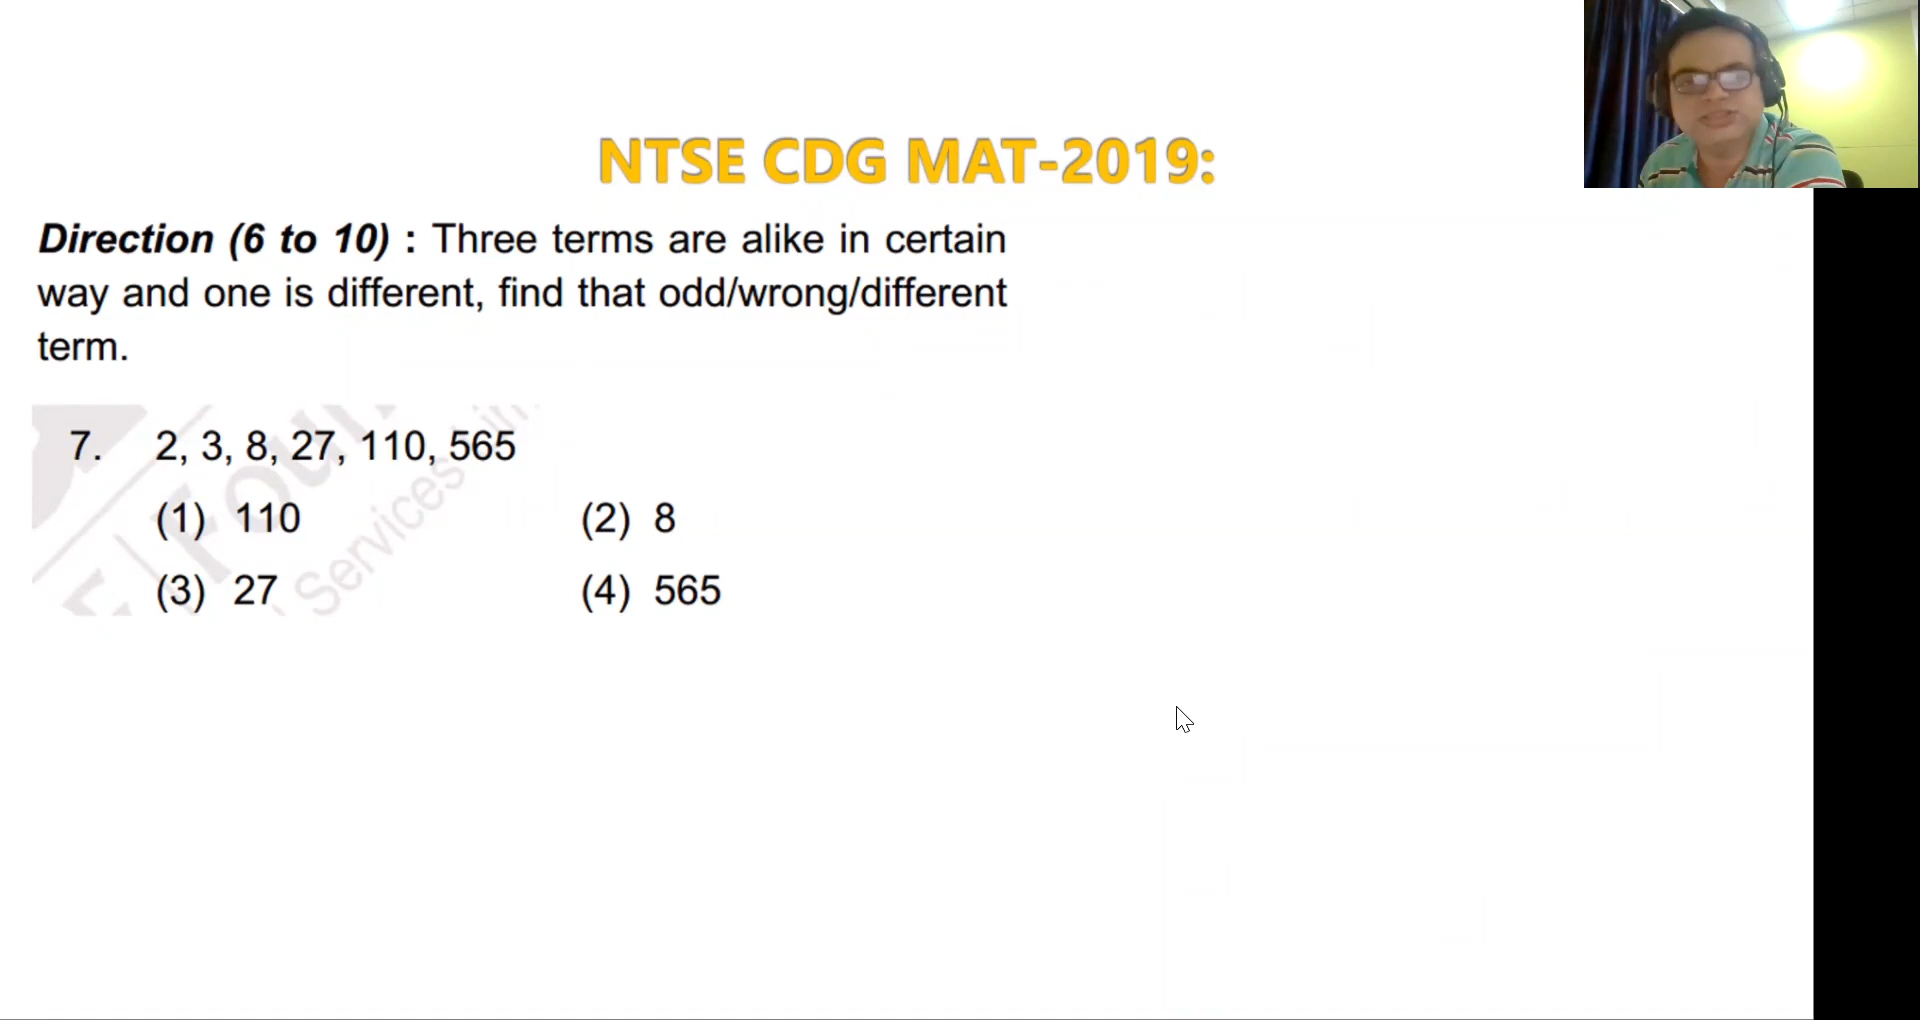 NTSE CDG MAT-2019:
Direction (6 to 10) : Three terms are alike in certain
way and one is different, find that odd/wrong/different
term.
7. 2, 3, 8, 27, 110, 565
(1) 110 (2) 8
(3) 27 (4) 565
Services